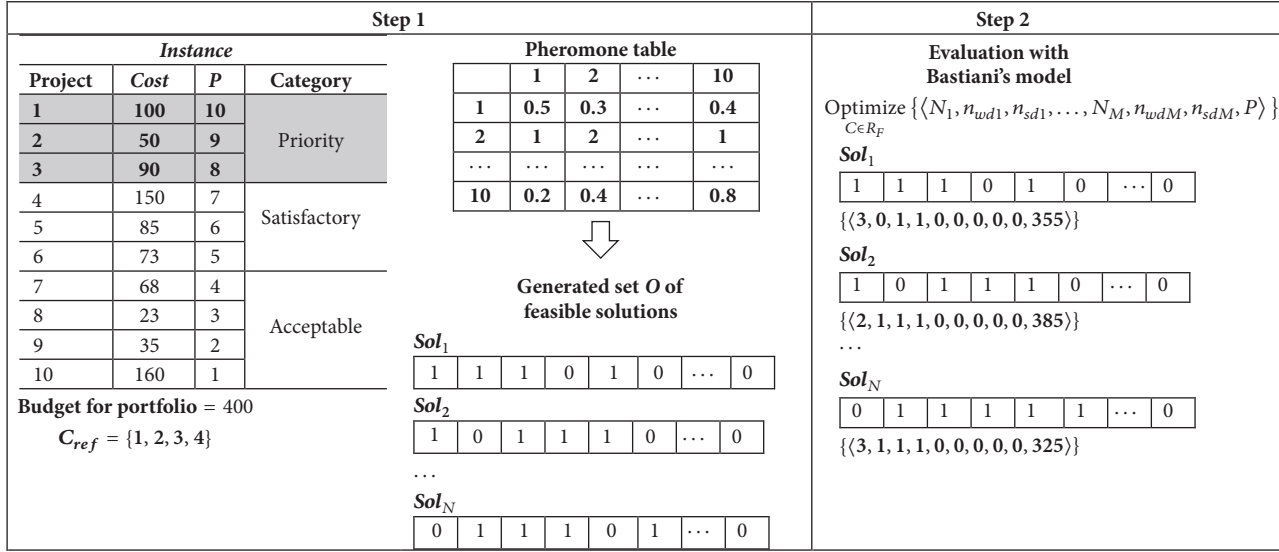 Step 1
Instance
Project Cost P Category
1 100 10
2 50 9 Priority
3 90 8
4 150 7
5 85 6 Satisfactory
6 73 5
7 68 4
8 23 3 Acceptable
9 35 2
10 160 1
Budget for portfolio = 400
C_ref = {1, 2, 3, 4}
Pheromone table
1 2 ⋯ 10
1 0.5 0.3 ⋯ 0.4
2 1 2 ⋯ 1
⋯ ⋯ ⋯ ⋯ ⋯
10 0.2 0.4 ⋯ 0.8
Generated set O of
feasible solutions
Sol_1
1 1 1 0 1 0 ⋯ 0
Sol_2
1 0 1 1 1 0 ⋯ 0
⋯
Sol_N
0 1 1 1 0 1 ⋯ 0
Step 2
Evaluation with
Bastiani's model
Optimize {⟨N_1, n_wd1, n_sd1, . . . , N_M, n_wdM, n_sdM, P⟩ }
C∈R_F
Sol_1
1 1 1 0 1 0 ⋯ 0
{⟨3, 0, 1, 1, 0, 0, 0, 0, 0, 355⟩}
Sol_2
1 0 1 1 1 0 ⋯ 0
{⟨2, 1, 1, 1, 0, 0, 0, 0, 0, 385⟩}
⋯
Sol_N
0 1 1 1 1 1 ⋯ 0
{⟨3, 1, 1, 1, 0, 0, 0, 0, 0, 325⟩}